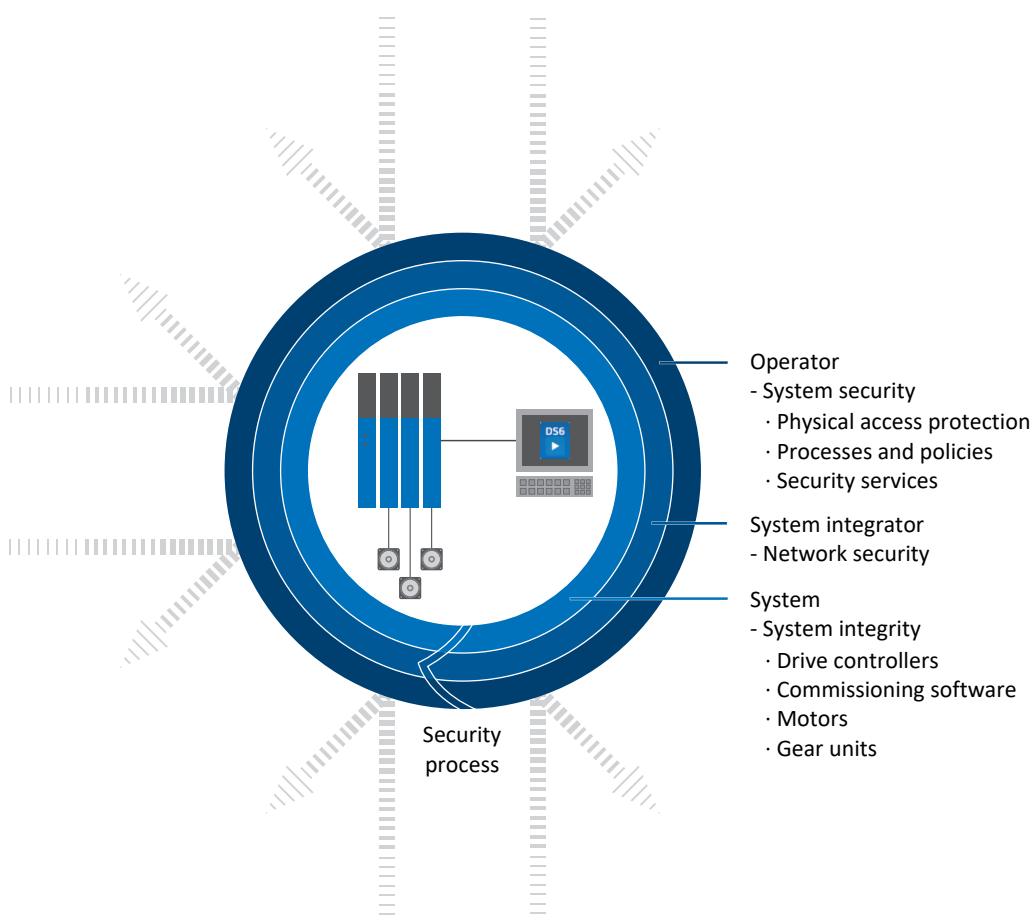 DS6
Operator
- System security
· Physical access protection
· Processes and policies
· Security services
System integrator
- Network security
System
- System integrity
· Drive controllers
· Commissioning software
· Motors
· Gear units
Security
process